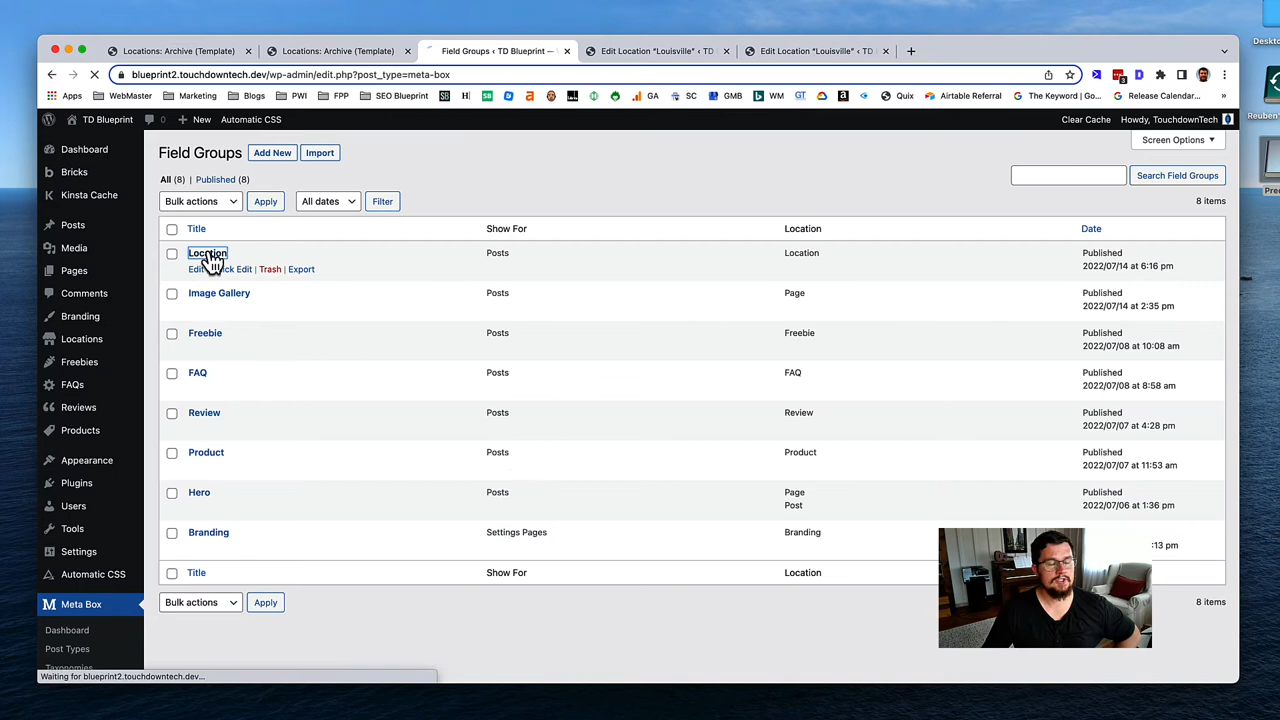 Desktop
Locations: Archive (Template)
Locations: Archive (Template)
Field Groups ‹ TD Blueprint —
Edit Location “Louisville” ‹ TD
Edit Location “Louisville” ‹ TD
blueprint2.touchdowntech.dev/wp-admin/edit.php?post_type=meta-box
Apps WebMaster Marketing Blogs PWI FPP SEO Blueprint GA SC GMB WM Quix Airtable Referral The Keyword | Go... Release Calendar... »
TD Blueprint 0 New Automatic CSS Clear Cache Howdy, TouchdownTech
Screen Options
Field Groups Add New Import
All (8) | Published (8)
Search Field Groups
Bulk actions Apply All dates Filter 8 items
Title Show For Location Date
Location Posts Location Published
2022/07/14 at 6:16 pm
Edit Edit | Trash | Export
Image Gallery Posts Page Published
2022/07/14 at 2:35 pm
Freebie Posts Freebie Published
2022/07/08 at 10:08 am
FAQ Posts FAQ Published
2022/07/08 at 8:58 am
Review Posts Review Published
2022/07/07 at 4:28 pm
Product Posts Product Published
2022/07/07 at 11:53 am
Hero Posts Page Published
Post 2022/07/06 at 1:36 pm
Branding Settings Pages Branding
:13 pm
Title Show For Location
Bulk actions Apply 8 items
Dashboard
Bricks
Kinsta Cache
Posts
Media
Pages
Comments
Branding
Locations
Freebies
FAQs
Reviews
Products
Appearance
Plugins
Users
Tools
Settings
Automatic CSS
Meta Box
Dashboard
Post Types
Taxonomies
Waiting for blueprint2.touchdowntech.dev...